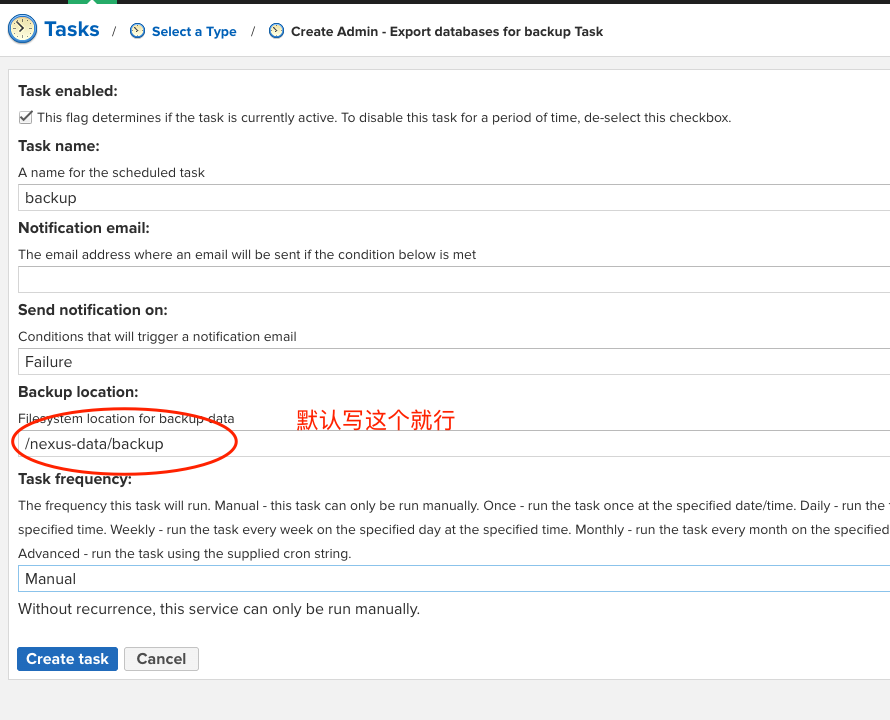 Tasks / Select a Type / Create Admin - Export databases for backup Task
Task enabled:
This flag determines if the task is currently active. To disable this task for a period of time, de-select this checkbox.
Task name:
A name for the scheduled task
backup
Notification email:
The email address where an email will be sent if the condition below is met
Send notification on:
Conditions that will trigger a notification email
Failure
Backup location:
Filesystem location for backup data
默认写这个就行
/nexus-data/backup
Task frequency:
The frequency this task will run. Manual - this task can only be run manually. Once - run the task once at the specified date/time. Daily - run the
specified time. Weekly - run the task every week on the specified day at the specified time. Monthly - run the task every month on the specified
Advanced - run the task using the supplied cron string.
Manual
Without recurrence, this service can only be run manually.
Create task Cancel